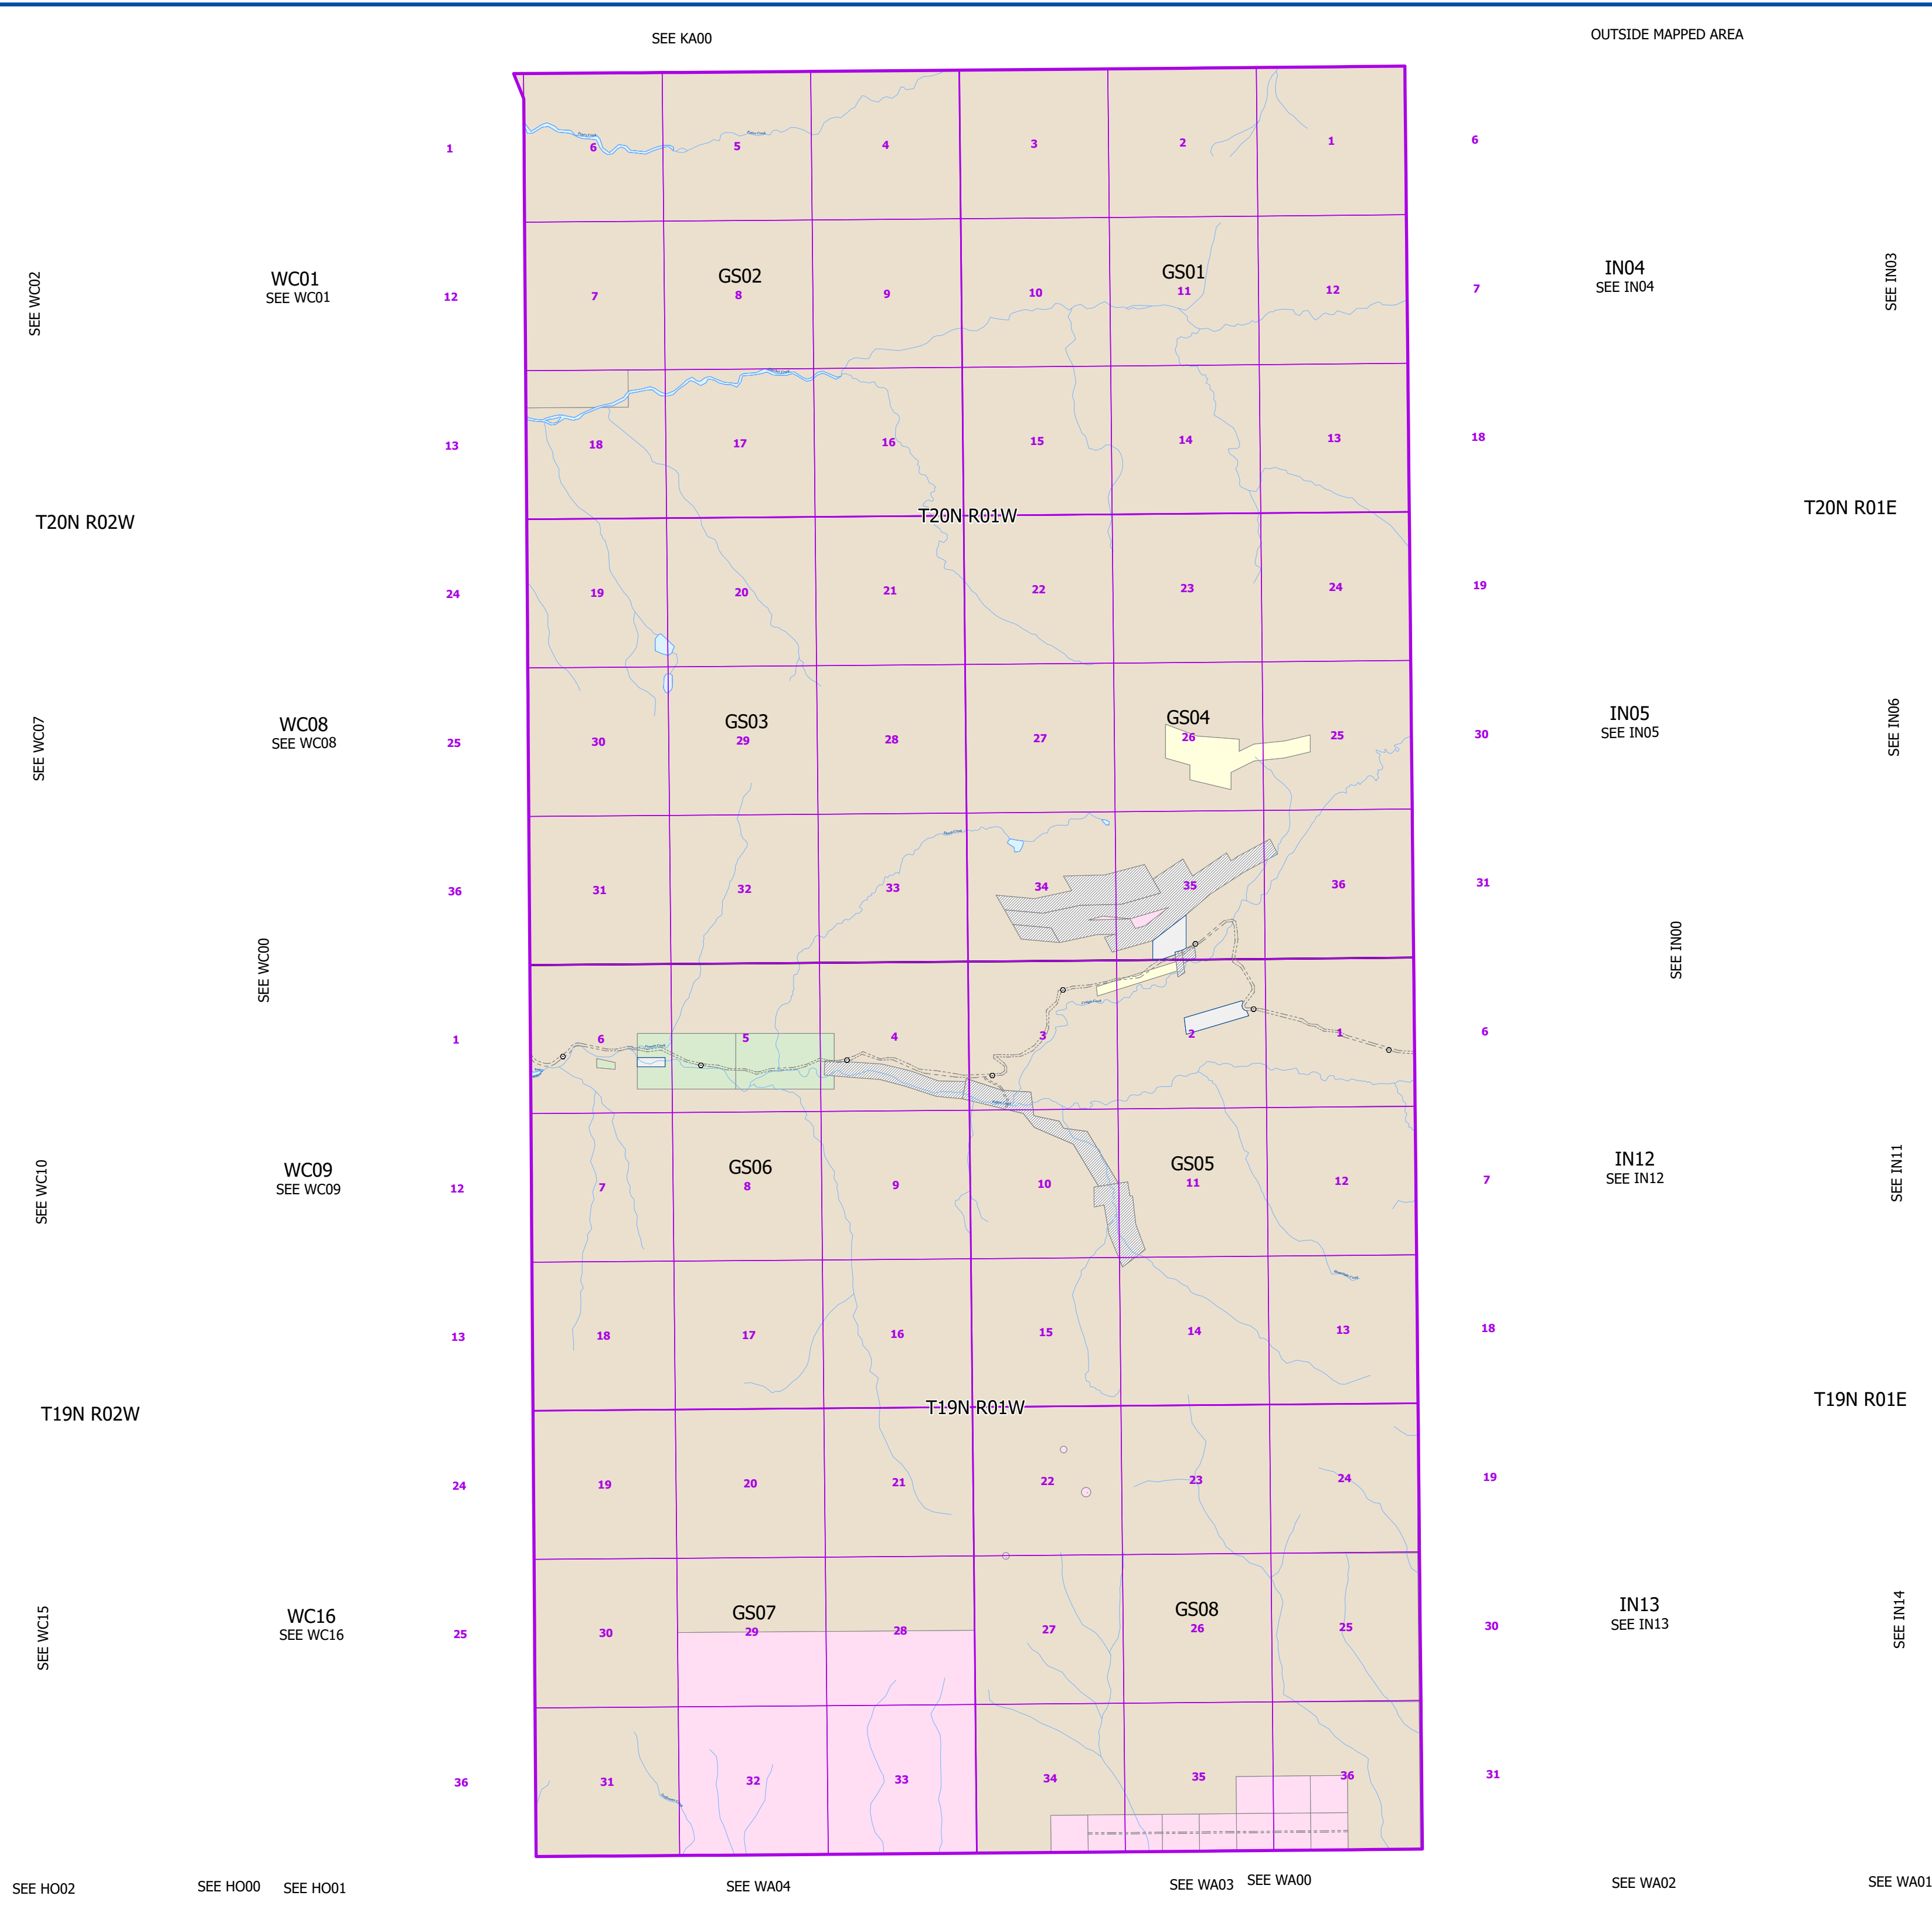 SEE KA00
OUTSIDE MAPPED AREA
1
6
5
4
3
2
1
6
SEE WC02
WC01
SEE WC01
12
7
GS02
8
9
10
GS01
11
12
7
IN04
SEE IN04
SEE IN03
13
18
17
16
15
14
13
18
T20N R02W
T20N R01W
T20N R01E
24
19
20
21
22
23
24
19
SEE WC07
WC08
SEE WC08
25
30
GS03
29
28
27
GS04
26
25
30
IN05
SEE IN05
SEE IN06
36
31
32
33
34
35
36
31
SEE WC00
SEE IN00
1
6
5
4
3
2
1
6
SEE WC10
WC09
SEE WC09
12
7
GS06
8
9
10
GS05
11
12
7
IN12
SEE IN12
SEE IN11
13
18
17
16
15
14
13
18
T19N R02W
T19N R01W
T19N R01E
24
19
20
21
22
23
24
19
SEE WC15
WC16
SEE WC16
25
30
GS07
29
28
27
GS08
26
25
30
IN13
SEE IN13
SEE IN14
36
31
32
33
34
35
36
31
SEE HO02
SEE HO00
SEE HO01
SEE WA04
SEE WA03
SEE WA00
SEE WA02
SEE WA01